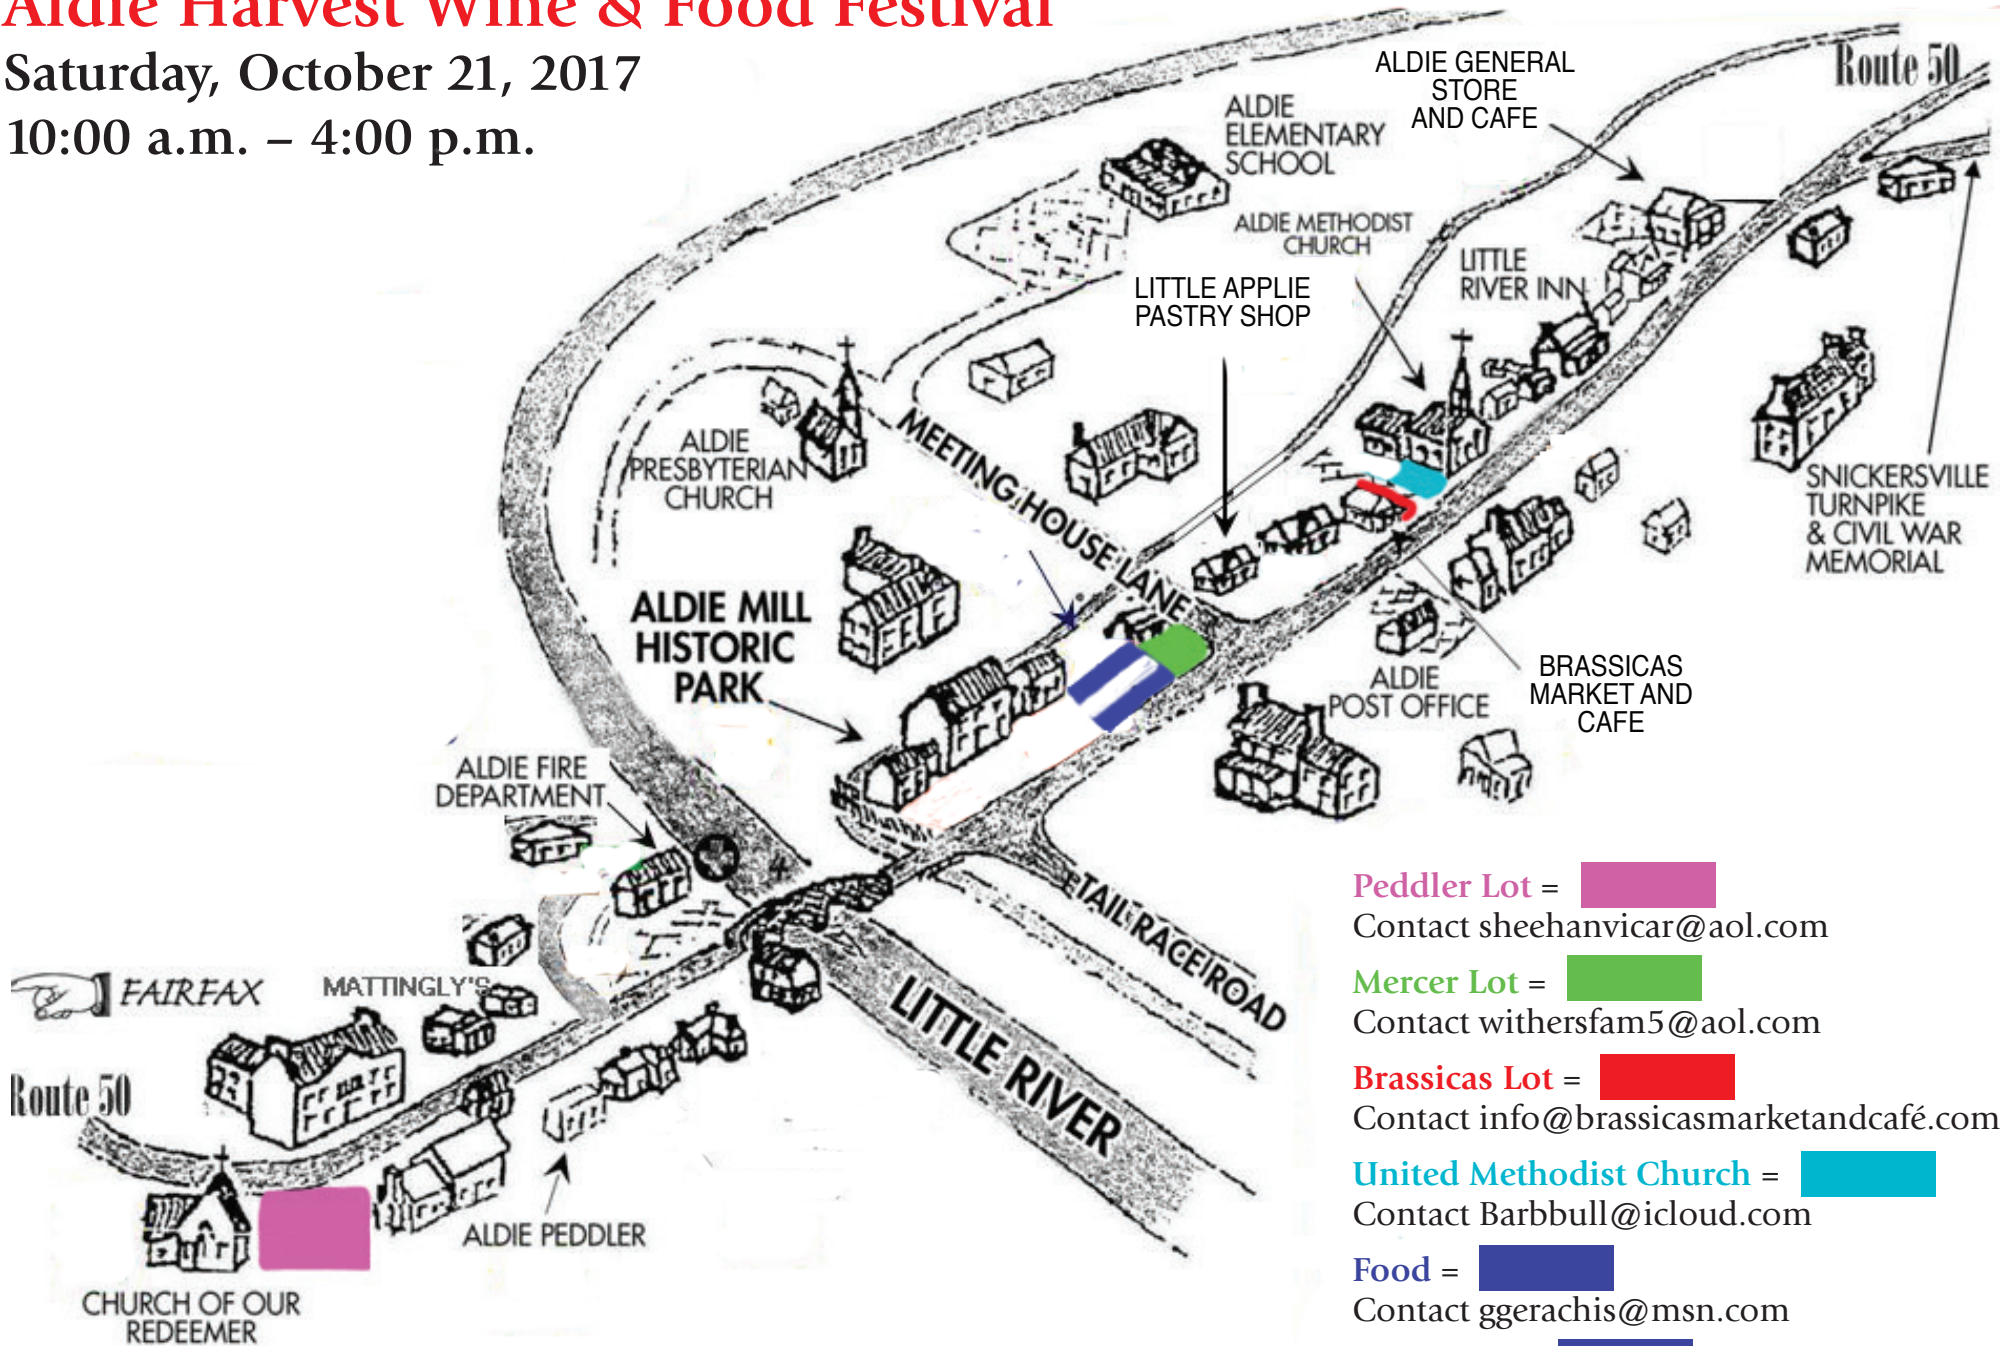 Aldie Harvest Wine & Food Festival
Saturday, October 21, 2017
10:00 a.m. – 4:00 p.m.
ALDIE GENERAL
STORE
AND CAFE
Route 50
ALDIE
ELEMENTARY
SCHOOL
ALDIE METHODIST
CHURCH
LITTLE
RIVER INN
LITTLE APPLIE
PASTRY SHOP
MEETING HOUSE LANE
ALDIE
PRESBYTERIAN
CHURCH
SNICKERSVILLE
TURNPIKE
& CIVIL WAR
MEMORIAL
ALDIE MILL
HISTORIC
PARK
ALDIE
POST OFFICE
BRASSICAS
MARKET AND
CAFE
ALDIE FIRE
DEPARTMENT
TAIL RACE ROAD
LITTLE RIVER
FAIRFAX
MATTINGLY'S
Route 50
ALDIE PEDDLER
CHURCH OF OUR
REDEEMER
Peddler Lot =
Contact sheehanvicar@aol.com
Mercer Lot =
Contact withersfam5@aol.com
Brassicas Lot =
Contact info@brassicasmarketandcafé.com
United Methodist Church =
Contact Barbbull@icloud.com
Food =
Contact ggerachis@msn.com